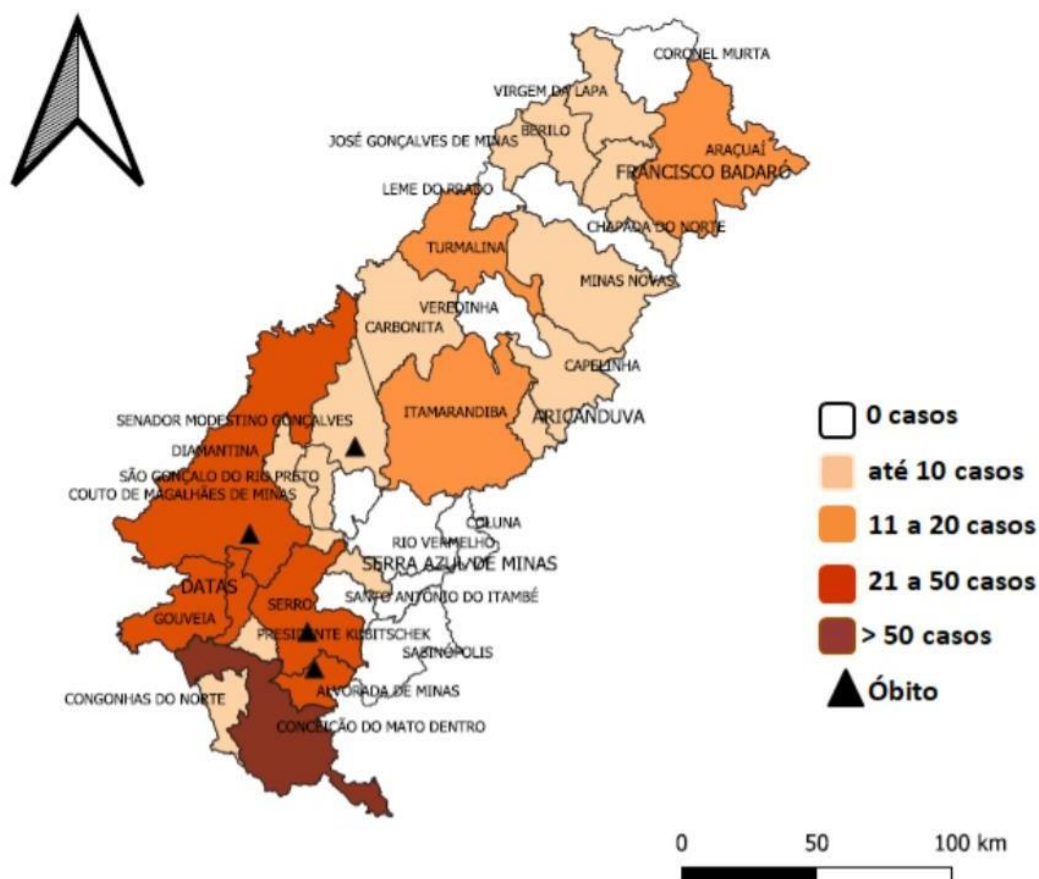 CORONEL MURTA
VIRGEM DA LAPA
BERILO
JOSÉ GONÇALVES DE MINAS
ARAÇUAÍ
FRANCISCO BADARÓ
LEME DO PRADO
CHAPADA DO NORTE
TURMALINA
MINAS NOVAS
VEREDINHA
CARBONITA
CAPELINHA
ITAMARANDIBA
ARICANDUVA
SENADOR MODESTINO GONÇALVES
DIAMANTINA
SÃO GONÇALO DO RIO PRETO
COUTO DE MAGALHÃES DE MINAS
COLUNA
RIO VERMELHO
SERRA AZUL DE MINAS
DATAS
SANTO ANTÔNIO DO ITAMBÉ
SERRO
GOUVEIA
PRESIDENTE KUBITSCHEK
SABINÓPOLIS
ALVORADA DE MINAS
CONGONHAS DO NORTE
CONCEIÇÃO DO MATO DENTRO
0 casos
até 10 casos
11 a 20 casos
21 a 50 casos
> 50 casos
Óbito
0 50 100 km